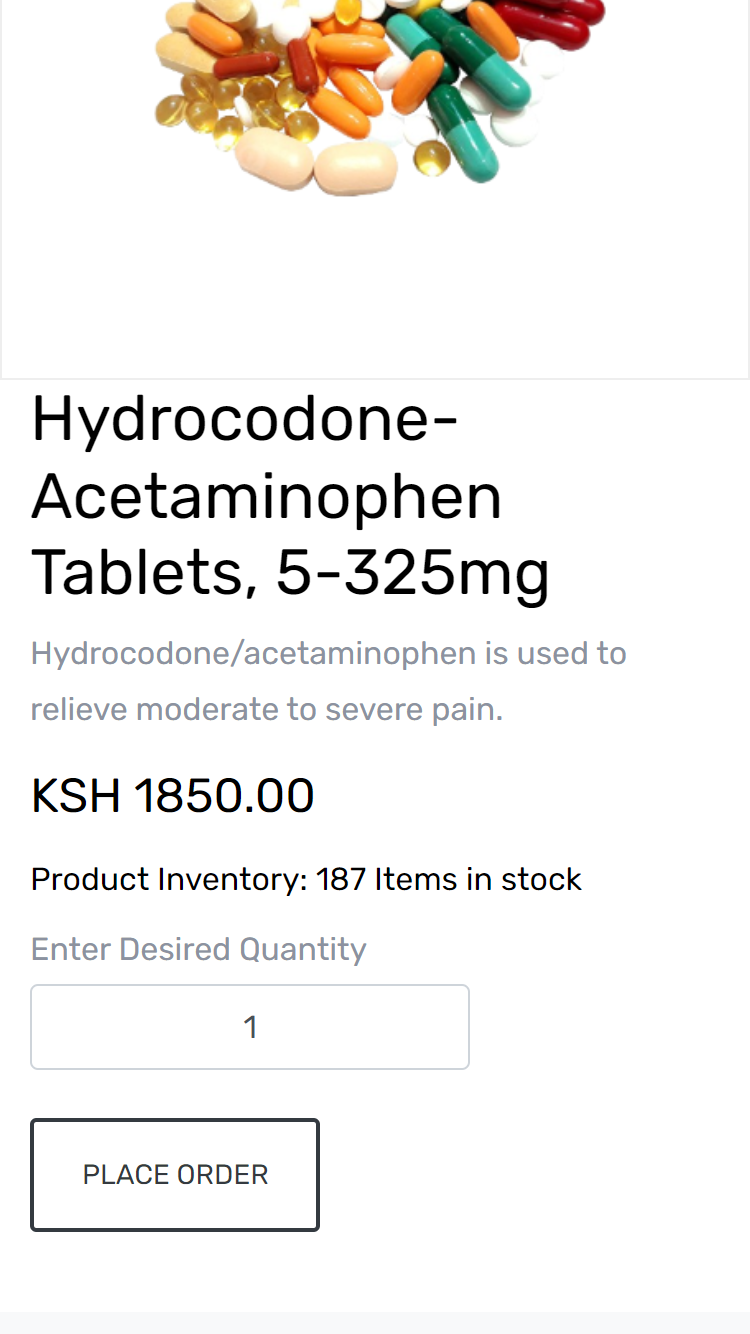 Hydrocodone-
Acetaminophen
Tablets, 5-325mg
Hydrocodone/acetaminophen is used to
relieve moderate to severe pain.
KSH 1850.00
Product Inventory: 187 Items in stock
Enter Desired Quantity
1
PLACE ORDER